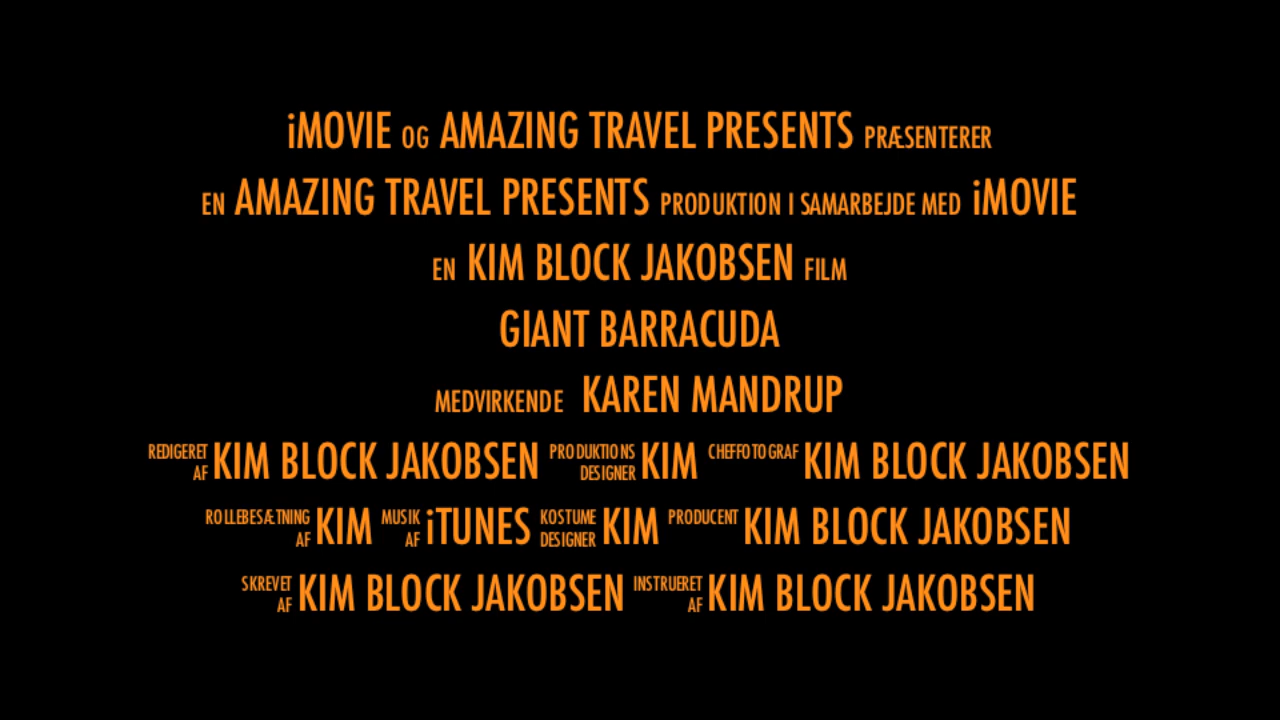 iMOVIE OG AMAZING TRAVEL PRESENTS PRÆSENTERER
EN AMAZING TRAVEL PRESENTS PRODUKTION I SAMARBEJDE MED iMOVIE
EN KIM BLOCK JAKOBSEN FILM
GIANT BARRACUDA
MEDVIRKENDE KAREN MANDRUP
REDIGERET AF KIM BLOCK JAKOBSEN PRODUKTIONS DESIGNER KIM CHEFFOTOGRAF KIM BLOCK JAKOBSEN
ROLLEBESÆTNING AF KIM MUSIK AF iTUNES KOSTUME DESIGNER KIM PRODUCENT KIM BLOCK JAKOBSEN
SKREVET AF KIM BLOCK JAKOBSEN INSTRUERET AF KIM BLOCK JAKOBSEN